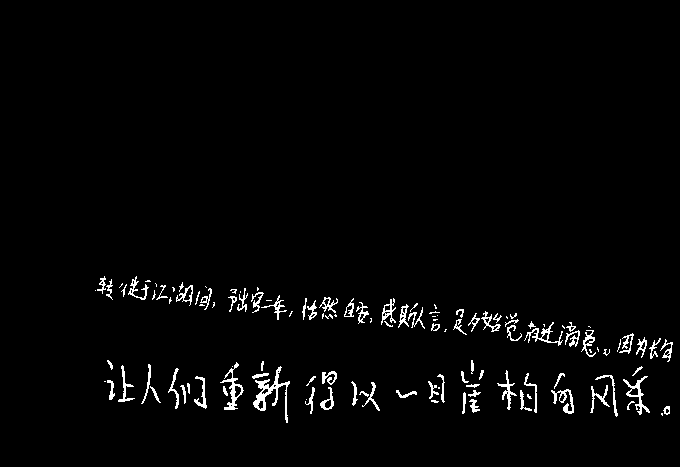 转徙于江湖间，予出官二年，恬然自安，感斯人言，是夕始觉有迁谪意。因为长句
让人们重新得以一目崖柏的风采。